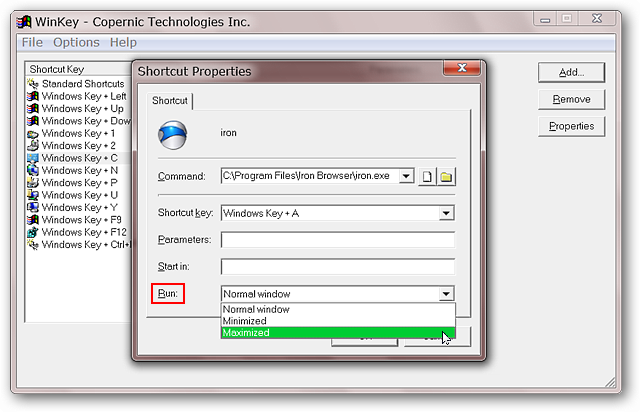 WinKey - Copernic Technologies Inc.
File Options Help
Shortcut Key
Standard Shortcuts
Windows Key + Left
Windows Key + Up
Windows Key + Dow
Windows Key + 1
Windows Key + 2
Windows Key + C
Windows Key + N
Windows Key + P
Windows Key + U
Windows Key + Y
Windows Key + F9
Windows Key + F12
Windows Key + Ctrl+
Add...
Remove
Properties
Shortcut Properties
Shortcut
iron
Command: C:\Program Files\Iron Browser\iron.exe
Shortcut key: Windows Key + A
Parameters:
Start in:
Run: Normal window
Normal window
Minimized
Maximized